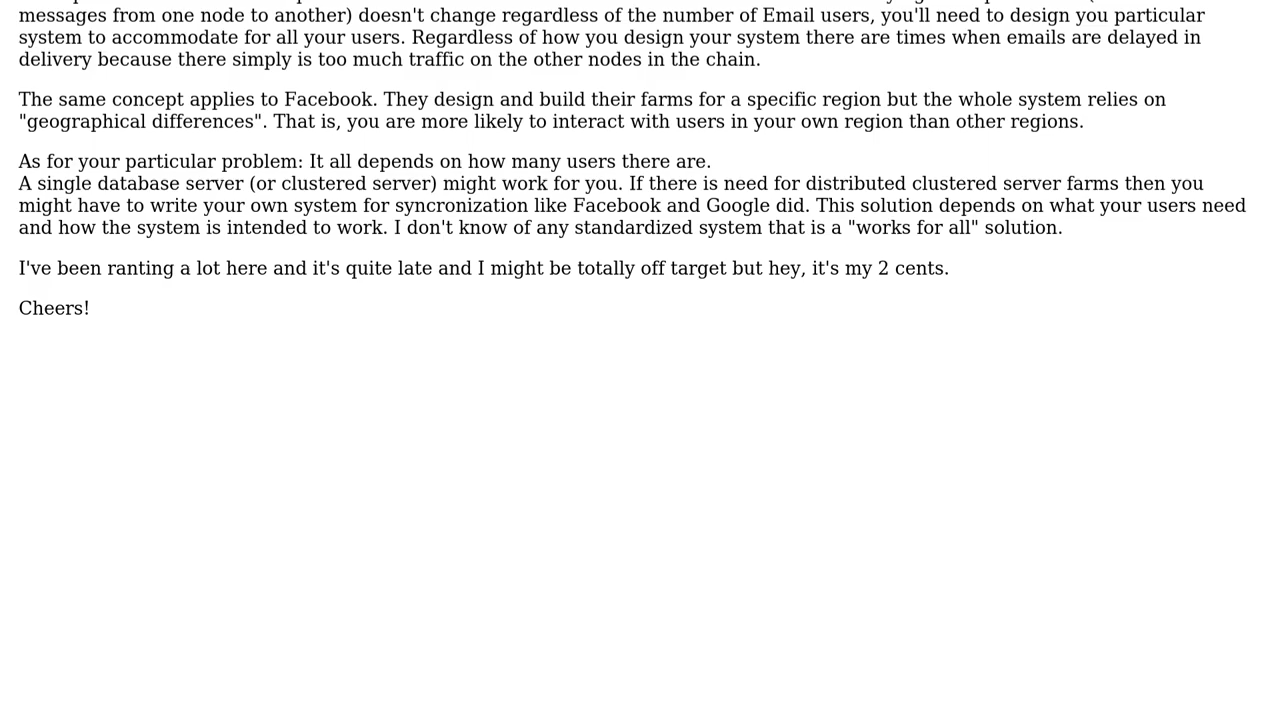 messages from one node to another) doesn't change regardless of the number of Email users, you'll need to design you particular
system to accommodate for all your users. Regardless of how you design your system there are times when emails are delayed in
delivery because there simply is too much traffic on the other nodes in the chain.
The same concept applies to Facebook. They design and build their farms for a specific region but the whole system relies on
"geographical differences". That is, you are more likely to interact with users in your own region than other regions.
As for your particular problem: It all depends on how many users there are.
A single database server (or clustered server) might work for you. If there is need for distributed clustered server farms then you
might have to write your own system for syncronization like Facebook and Google did. This solution depends on what your users need
and how the system is intended to work. I don't know of any standardized system that is a "works for all" solution.
I've been ranting a lot here and it's quite late and I might be totally off target but hey, it's my 2 cents.
Cheers!